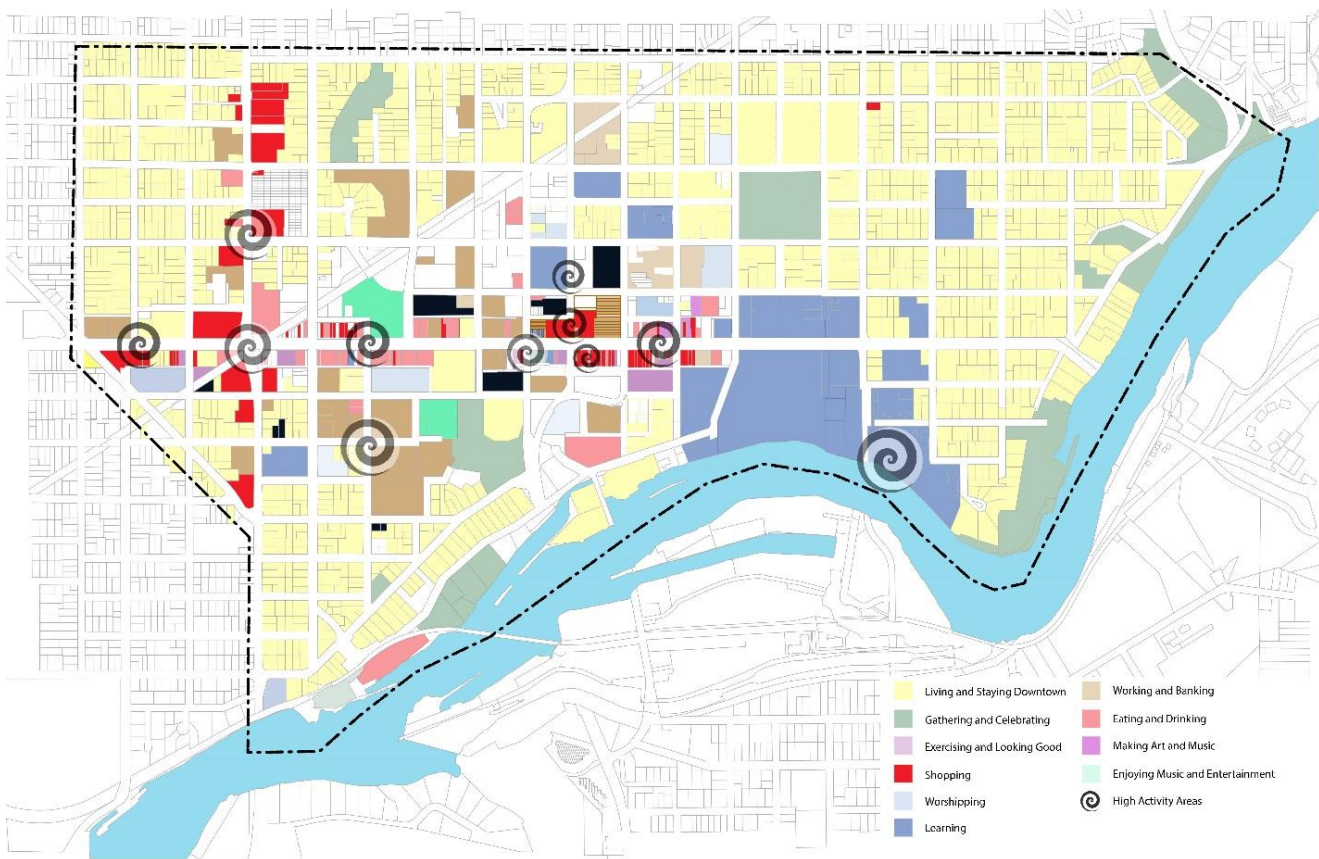 Living and Staying Downtown
Gathering and Celebrating
Exercising and Looking Good
Shopping
Worshipping
Learning
Working and Banking
Eating and Drinking
Making Art and Music
Enjoying Music and Entertainment
High Activity Areas